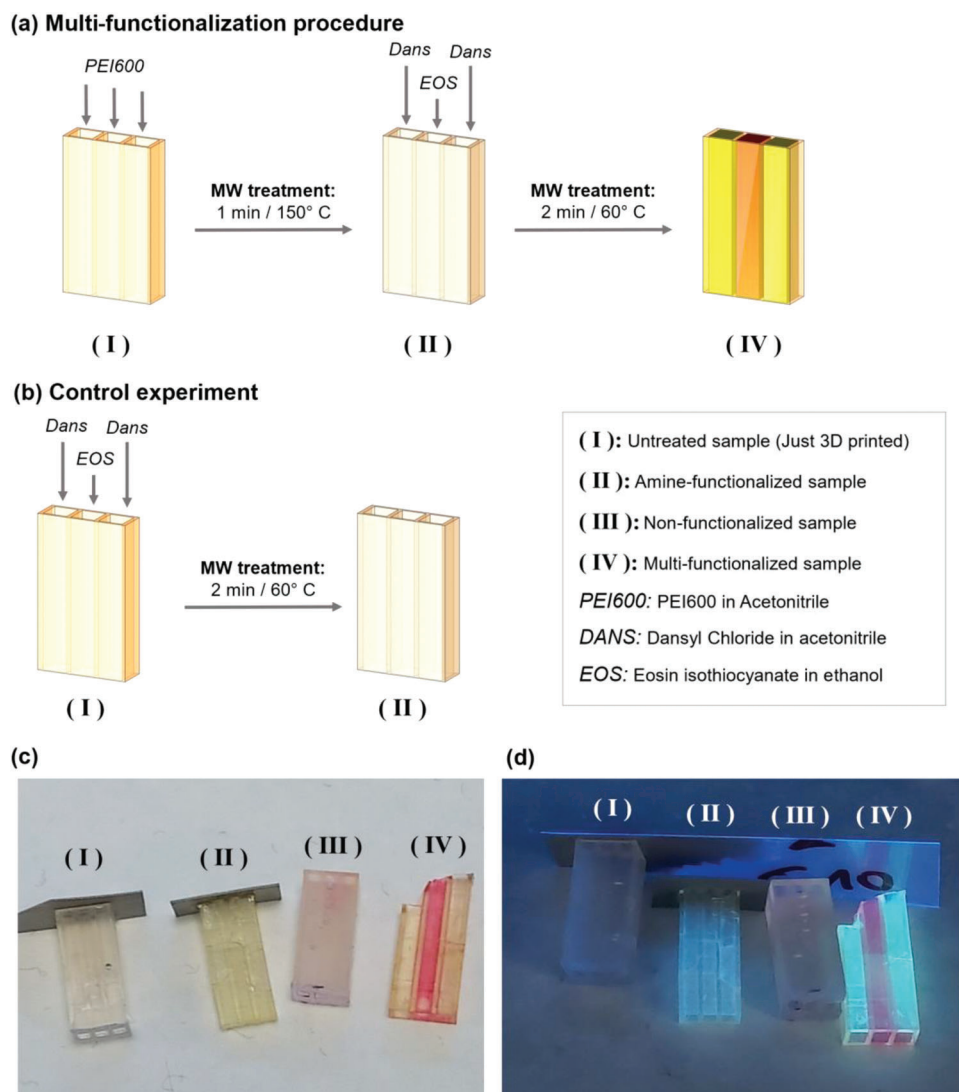 (a) Multi-functionalization procedure
PEI600
Dans Dans
EOS
MW treatment:
1 min / 150° C
MW treatment:
2 min / 60° C
( I )
( II )
( IV )
(b) Control experiment
Dans Dans
EOS
MW treatment:
2 min / 60° C
( I )
( II )
( I ): Untreated sample (Just 3D printed)
( II ): Amine-functionalized sample
( III ): Non-functionalized sample
( IV ): Multi-functionalized sample
PEI600: PEI600 in Acetonitrile
DANS: Dansyl Chloride in acetonitrile
EOS: Eosin isothiocyanate in ethanol
(c)
( I )
( II )
( III )
( IV )
(d)
( I )
( II )
( III )
( IV )